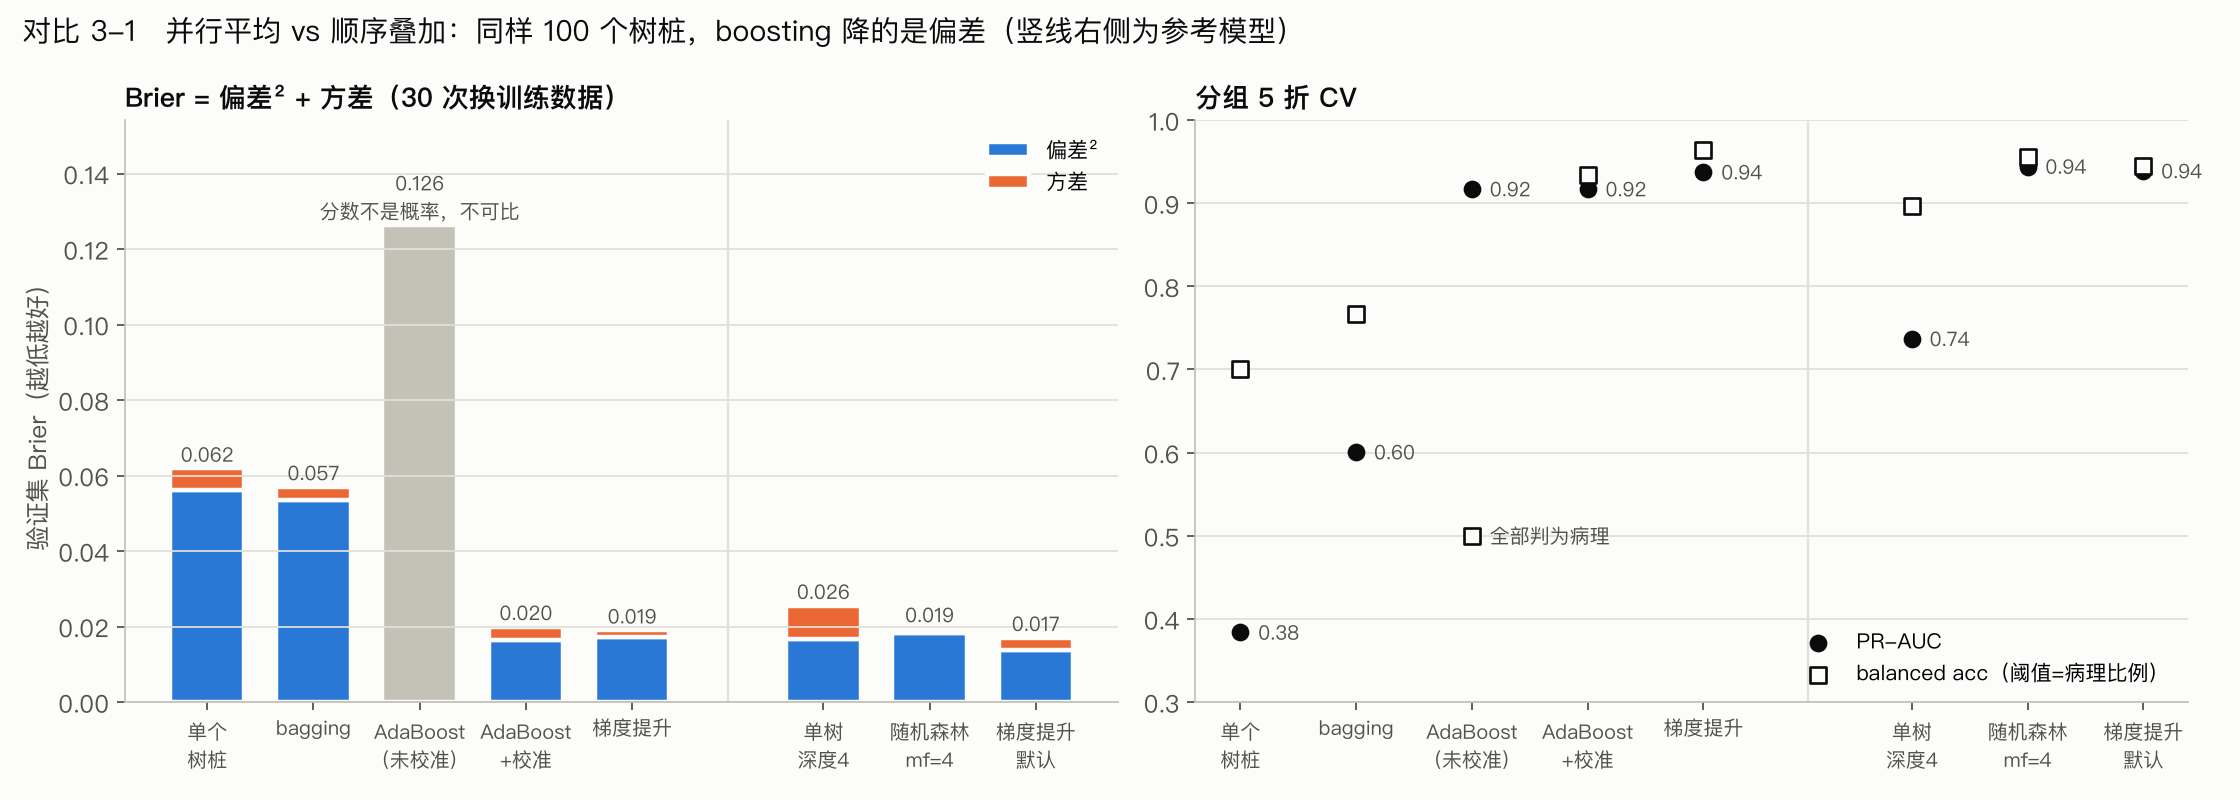 对比 3–1　并行平均 vs 顺序叠加：同样 100 个树桩，boosting 降的是偏差（竖线右侧为参考模型）
Brier = 偏差² + 方差（30 次换训练数据）
验证集 Brier（越低越好）
0.14
0.12
0.10
0.08
0.06
0.04
0.02
0.00
偏差²
方差
0.062
0.057
0.126
分数不是概率，不可比
0.020
0.019
0.026
0.019
0.017
单个
树桩
bagging
AdaBoost
（未校准）
AdaBoost
+校准
梯度提升
单树
深度4
随机森林
mf=4
梯度提升
默认
分组 5 折 CV
1.0
0.9
0.8
0.7
0.6
0.5
0.4
0.3
0.38
0.60
0.92
全部判为病理
0.92
0.94
0.74
0.94
0.94
PR–AUC
balanced acc（阈值=病理比例）
单个
树桩
bagging
AdaBoost
（未校准）
AdaBoost
+校准
梯度提升
单树
深度4
随机森林
mf=4
梯度提升
默认